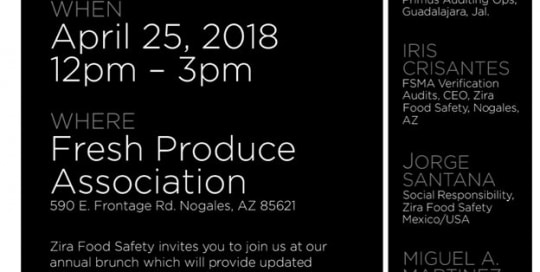 WHEN
April 25, 2018
12pm – 3pm
WHERE
Fresh Produce
Association
590 E. Frontage Rd. Nogales, AZ 85621
Zira Food Safety invites you to join us at our
annual brunch which will provide updated
Primus Auditing Ops,
Guadalajara, Jal.
IRIS
CRISANTES
FSMA Verification
Audits, CEO, Zira
Food Safety, Nogales,
AZ
JORGE
SANTANA
Social Responsibility,
Zira Food Safety
Mexico/USA
MIGUEL A.
MARTINEZ